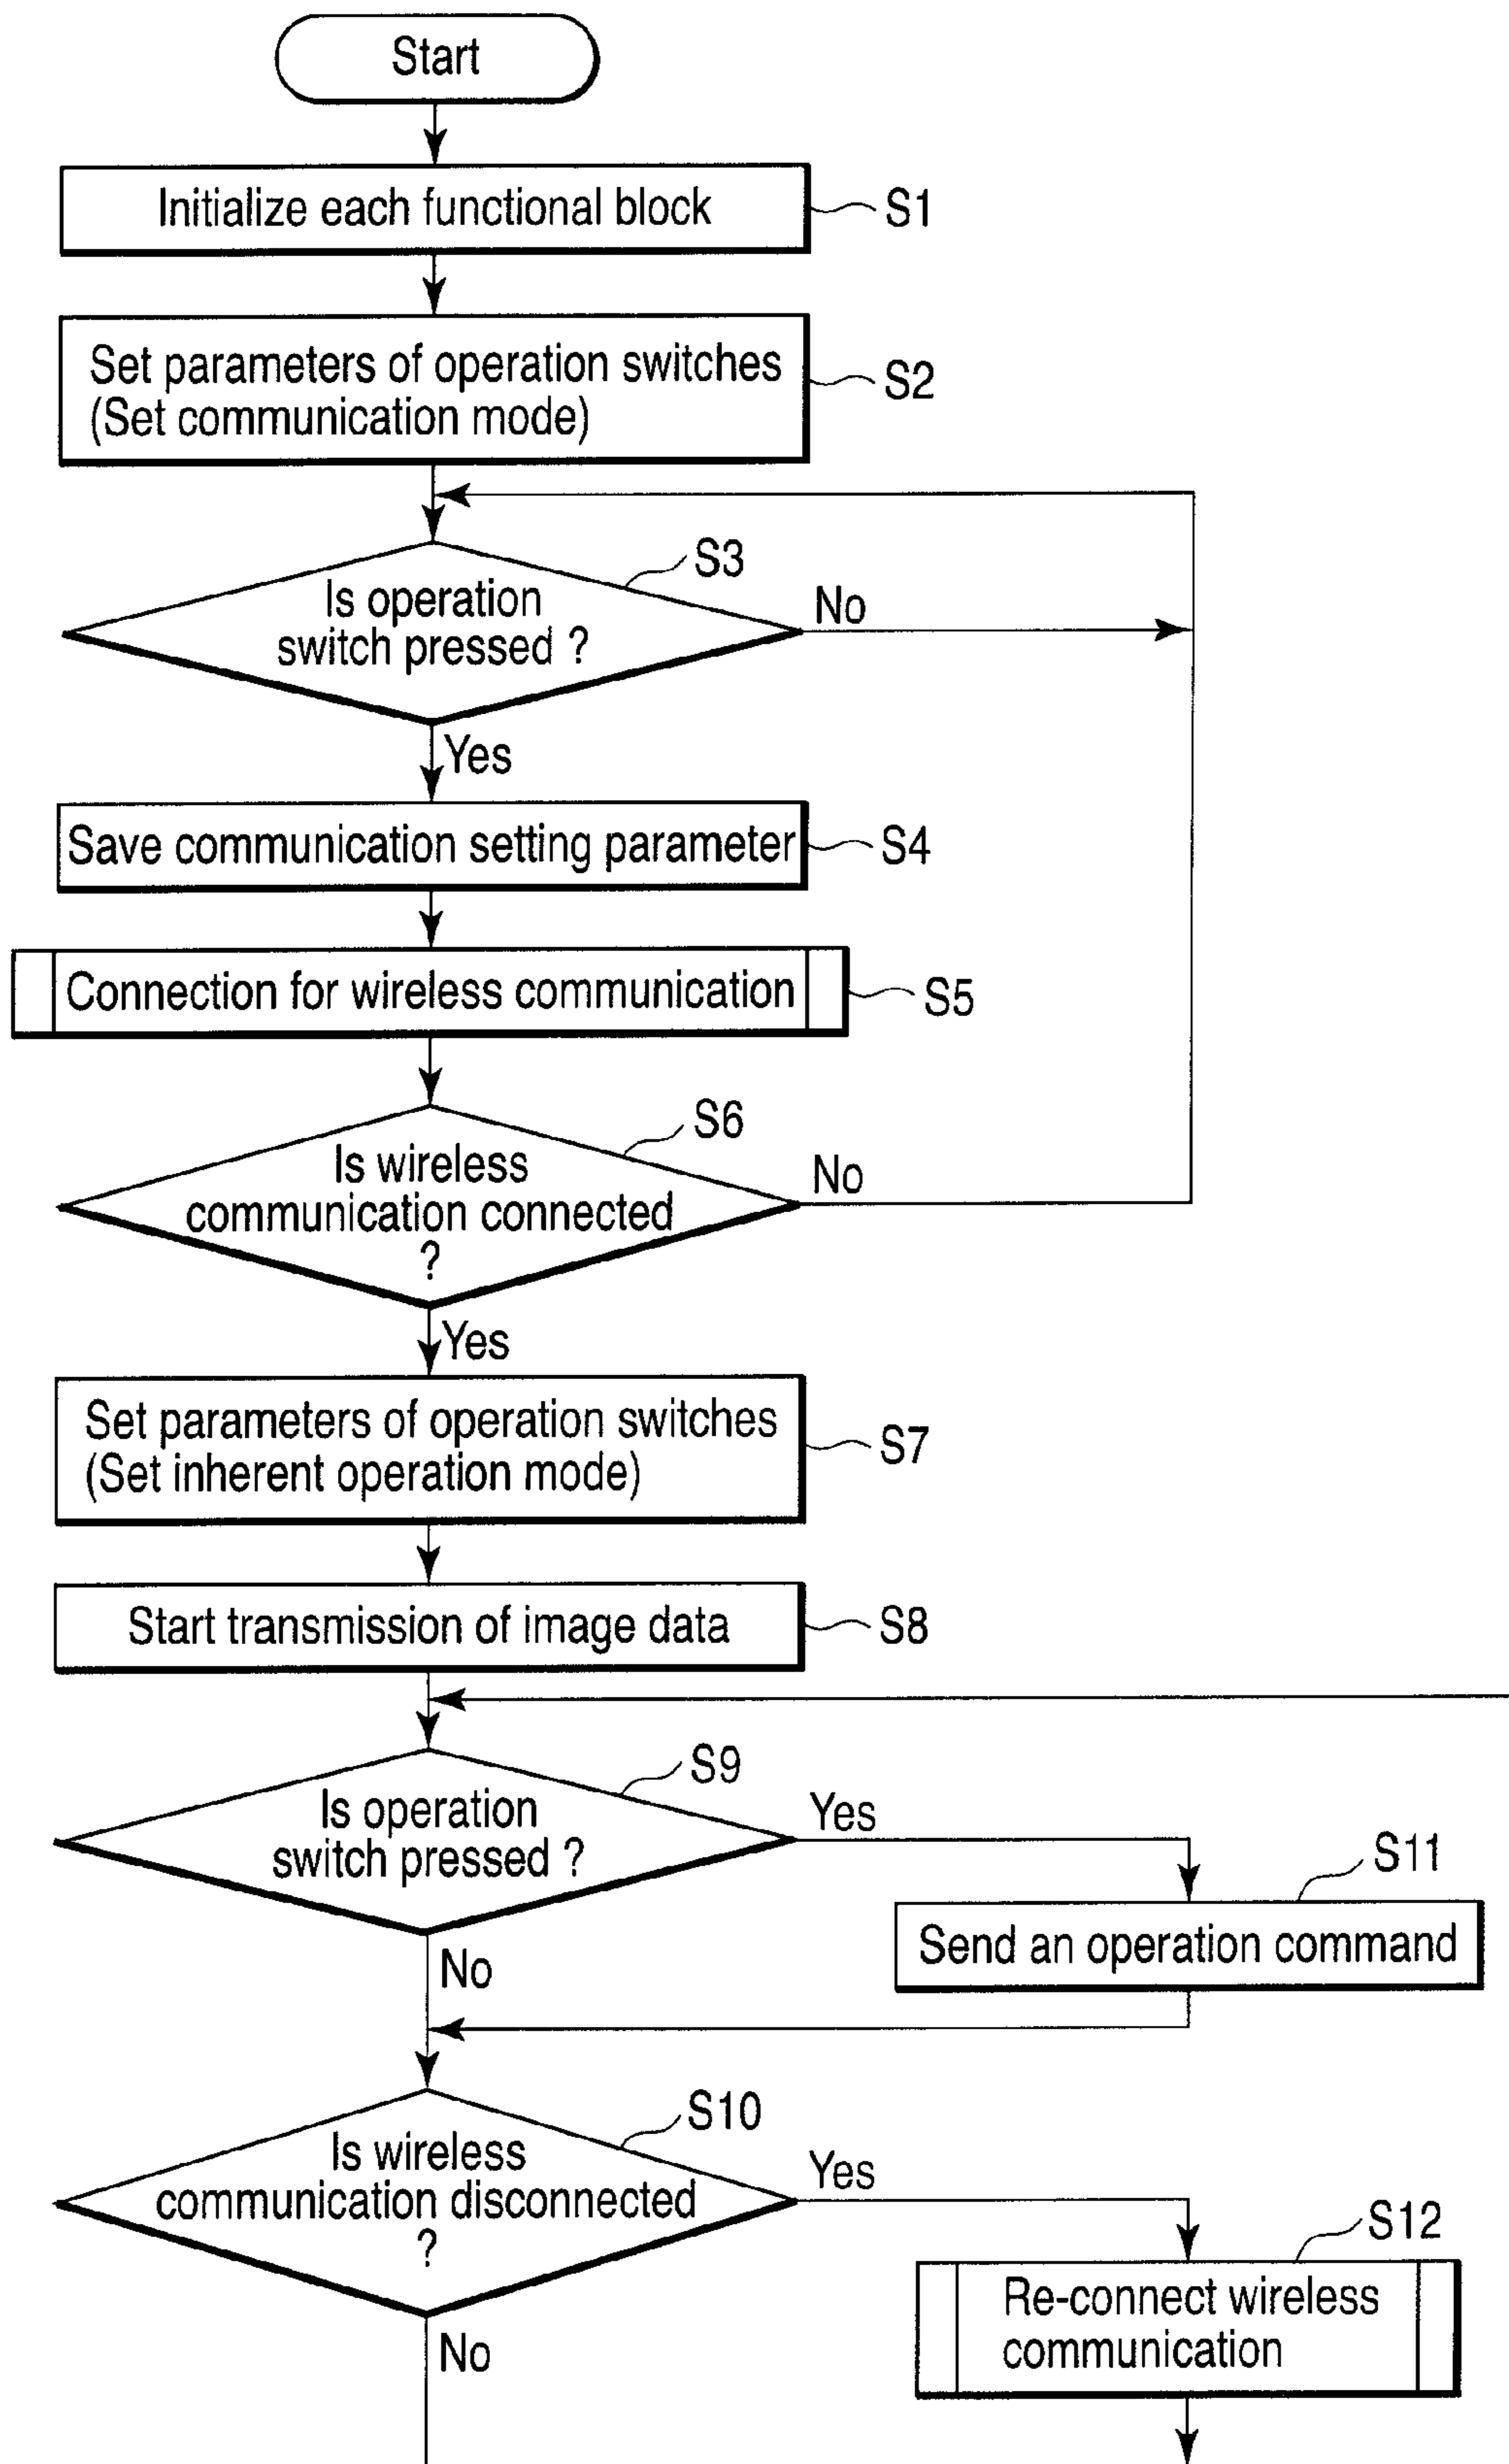 Start
Initialize each functional block
S1
Set parameters of operation switches
(Set communication mode)
S2
S3
Is operation
switch pressed ?
No
Yes
Save communication setting parameter
S4
Connection for wireless communication
S5
S6
Is wireless
communication connected
?
No
Yes
Set parameters of operation switches
(Set inherent operation mode)
S7
Start transmission of image data
S8
S9
Is operation
switch pressed ?
Yes
S11
Send an operation command
No
S10
Is wireless
communication disconnected
?
Yes
S12
Re-connect wireless
communication
No